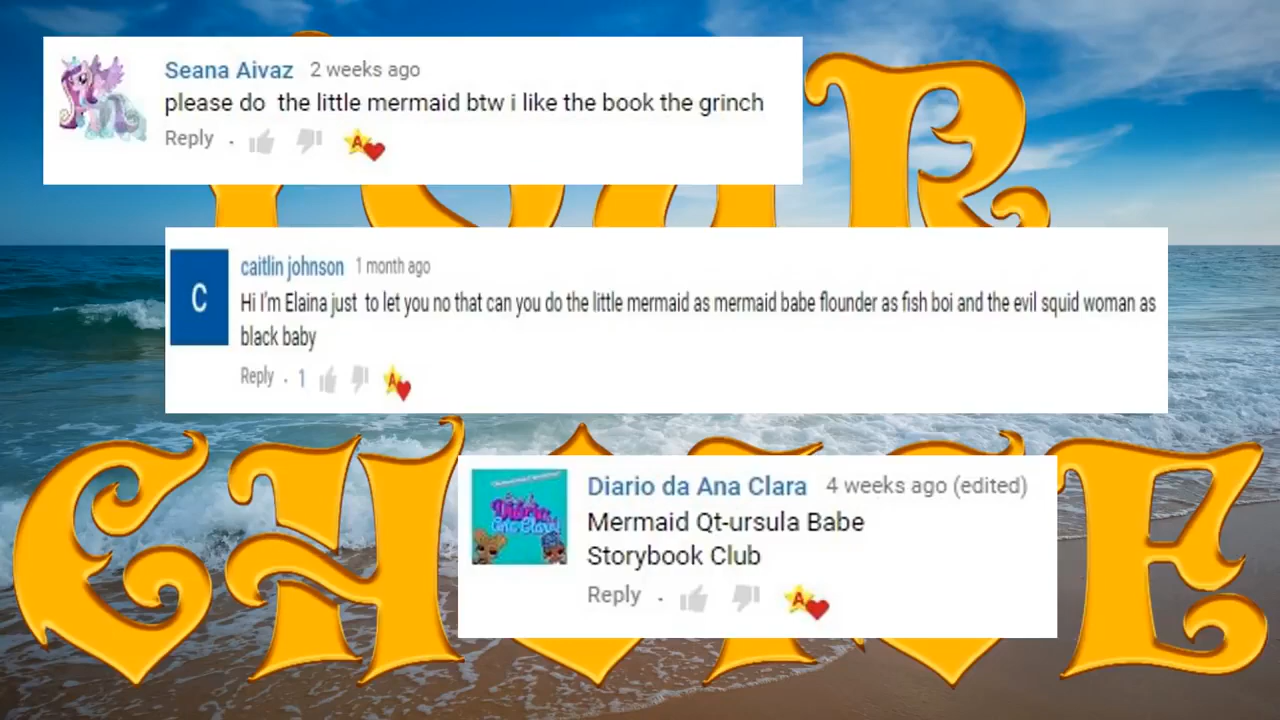 YOUR
Seana Aivaz 2 weeks ago
please do the little mermaid btw i like the book the grinch
Reply
caitlin johnson 1 month ago
Hi I'm Elaina just to let you no that can you do the little mermaid as mermaid babe flounder as fish boi and the evil squid woman as
black baby
Reply . 1
CHOICE
Diario da Ana Clara 4 weeks ago (edited)
Mermaid Qt-ursula Babe
Storybook Club
Reply